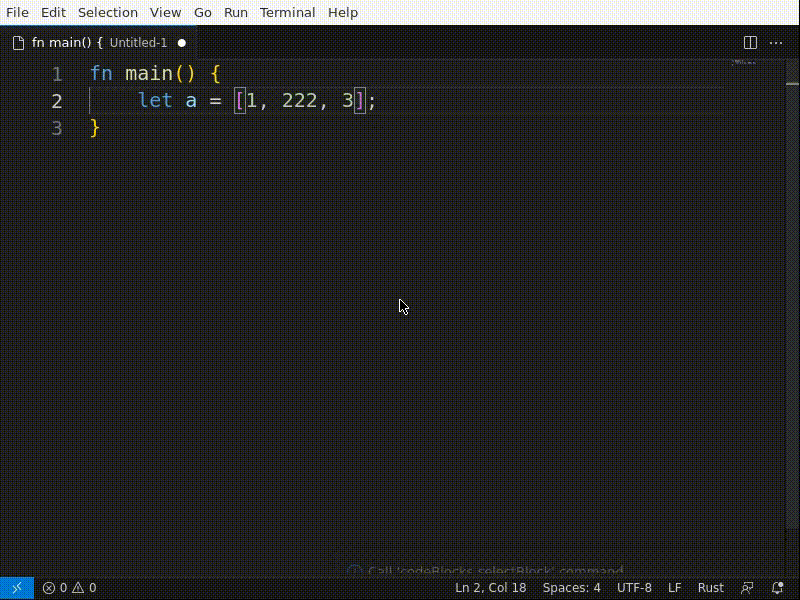 File Edit Selection View Go Run Terminal Help
fn main() { Untitled-1
1 fn main() {
2 let a = [1, 222, 3];
3 }
Call 'codeBlocks.selectBlock' command
0 0 Ln 2, Col 18 Spaces: 4 UTF-8 LF Rust